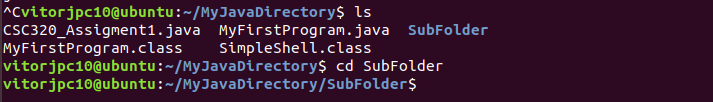 ^Cvitorjpc10@ubuntu:~/MyJavaDirectory$ ls
CSC320_Assigment1.java  MyFirstProgram.java  SubFolder
MyFirstProgram.class    SimpleShell.class
vitorjpc10@ubuntu:~/MyJavaDirectory$ cd SubFolder
vitorjpc10@ubuntu:~/MyJavaDirectory/SubFolder$